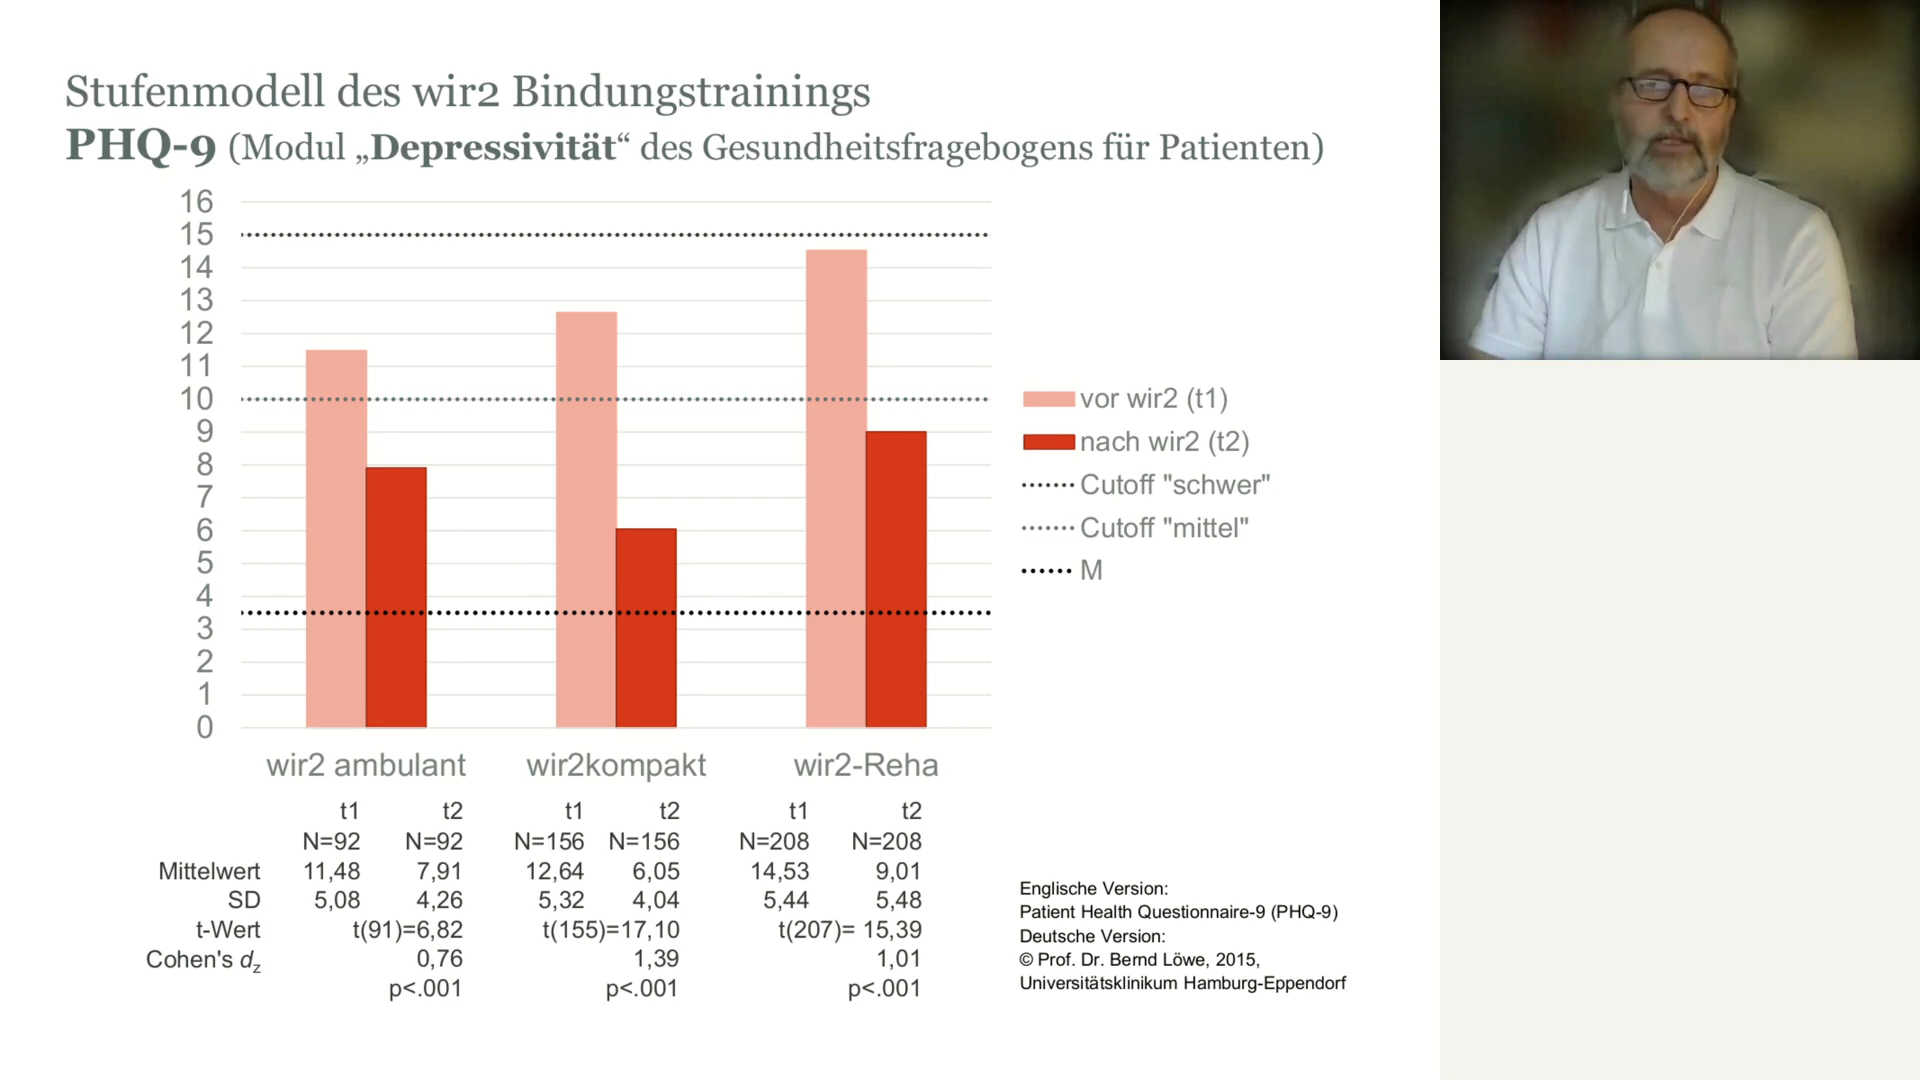 Stufenmodell des wir2 Bindungstrainings
PHQ-9 (Modul „Depressivität“ des Gesundheitsfragebogens für Patienten)
16
15
14
13
12
11
10
9
8
7
6
5
4
3
2
1
0
vor wir2 (t1)
nach wir2 (t2)
Cutoff "schwer"
Cutoff "mittel"
M
wir2 ambulant wir2kompakt wir2-Reha
t1 t2 t1 t2 t1 t2
N=92 N=92 N=156 N=156 N=208 N=208
Mittelwert 11,48 7,91 12,64 6,05 14,53 9,01
SD 5,08 4,26 5,32 4,04 5,44 5,48
t-Wert t(91)=6,82 t(155)=17,10 t(207)= 15,39
Cohen's dz 0,76 1,39 1,01
p<.001 p<.001 p<.001
Englische Version:
Patient Health Questionnaire-9 (PHQ-9)
Deutsche Version:
© Prof. Dr. Bernd Löwe, 2015,
Universitätsklinikum Hamburg-Eppendorf